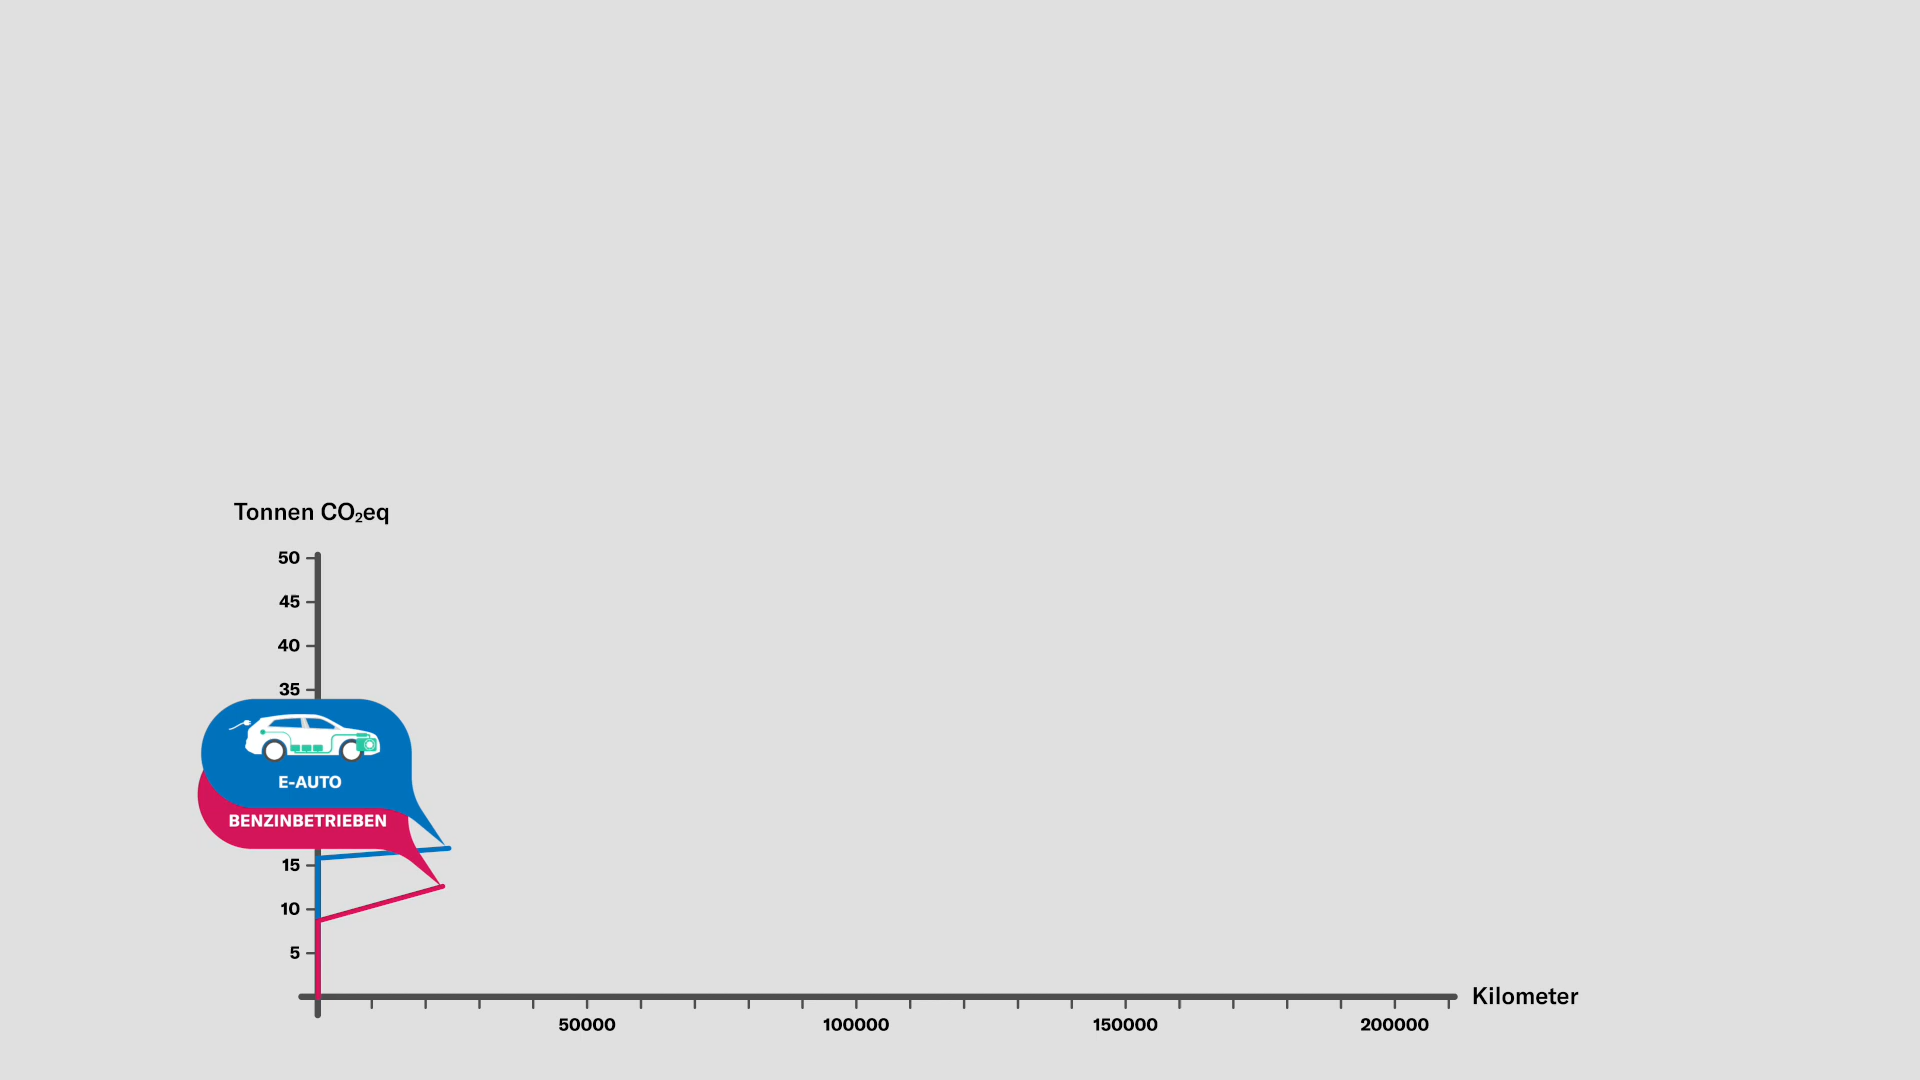 Tonnen CO₂eq
50
45
40
35
E-AUTO
BENZINBETRIEBEN
15
10
5
Kilometer
50000
100000
150000
200000